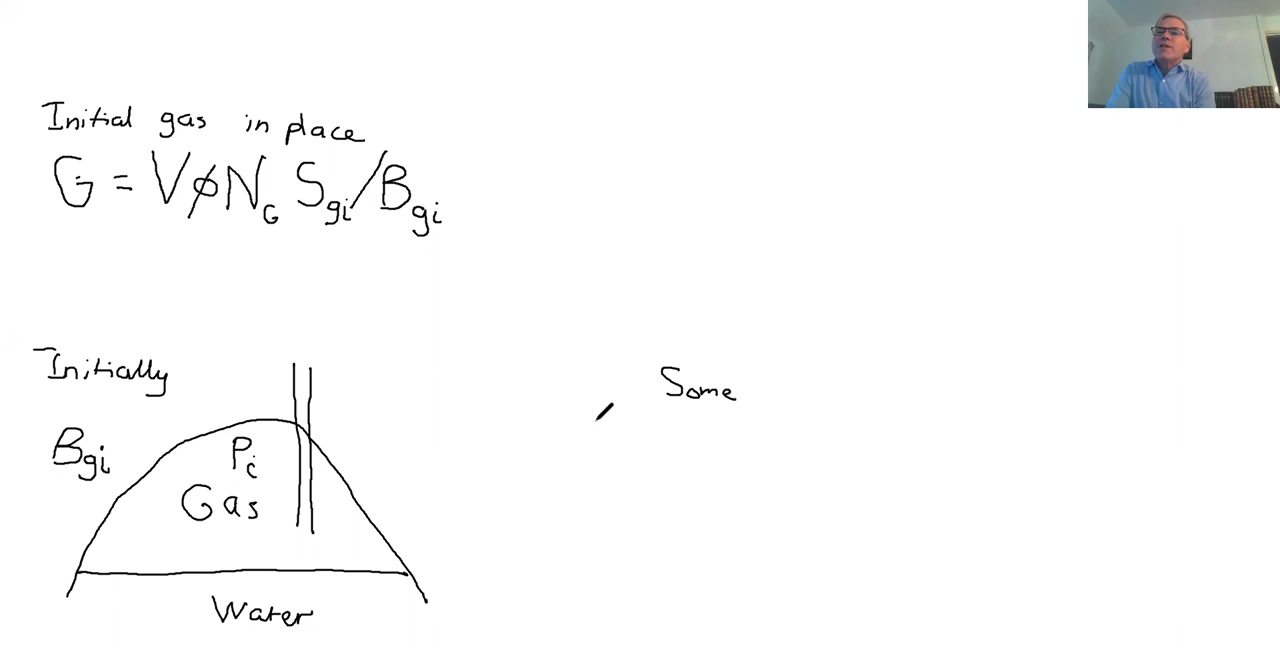 Initial gas in place
G = VϕN_G S_gi/B_gi
Initially
B_gi
P_i
Gas
Water
Some